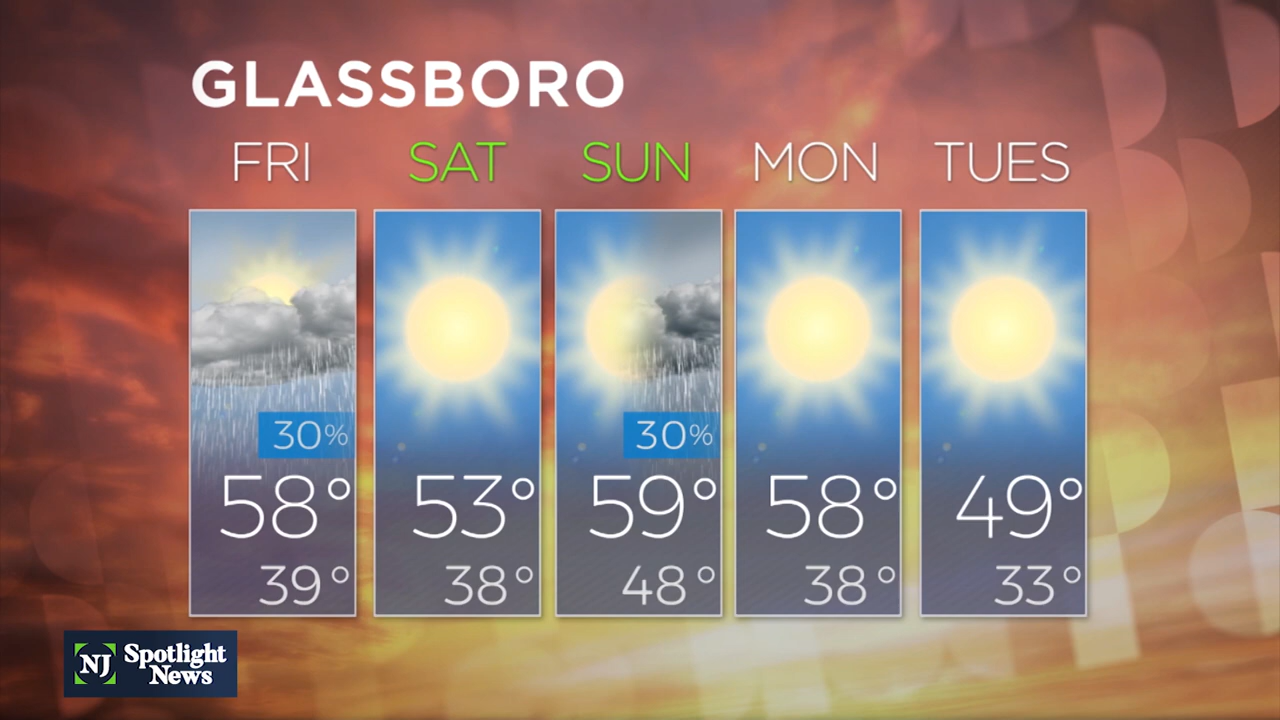 GLASSBORO
FRI SAT SUN MON TUES
30% 30%
58° 53° 59° 58° 49°
39° 38° 48° 38° 33°
NJ Spotlight
News